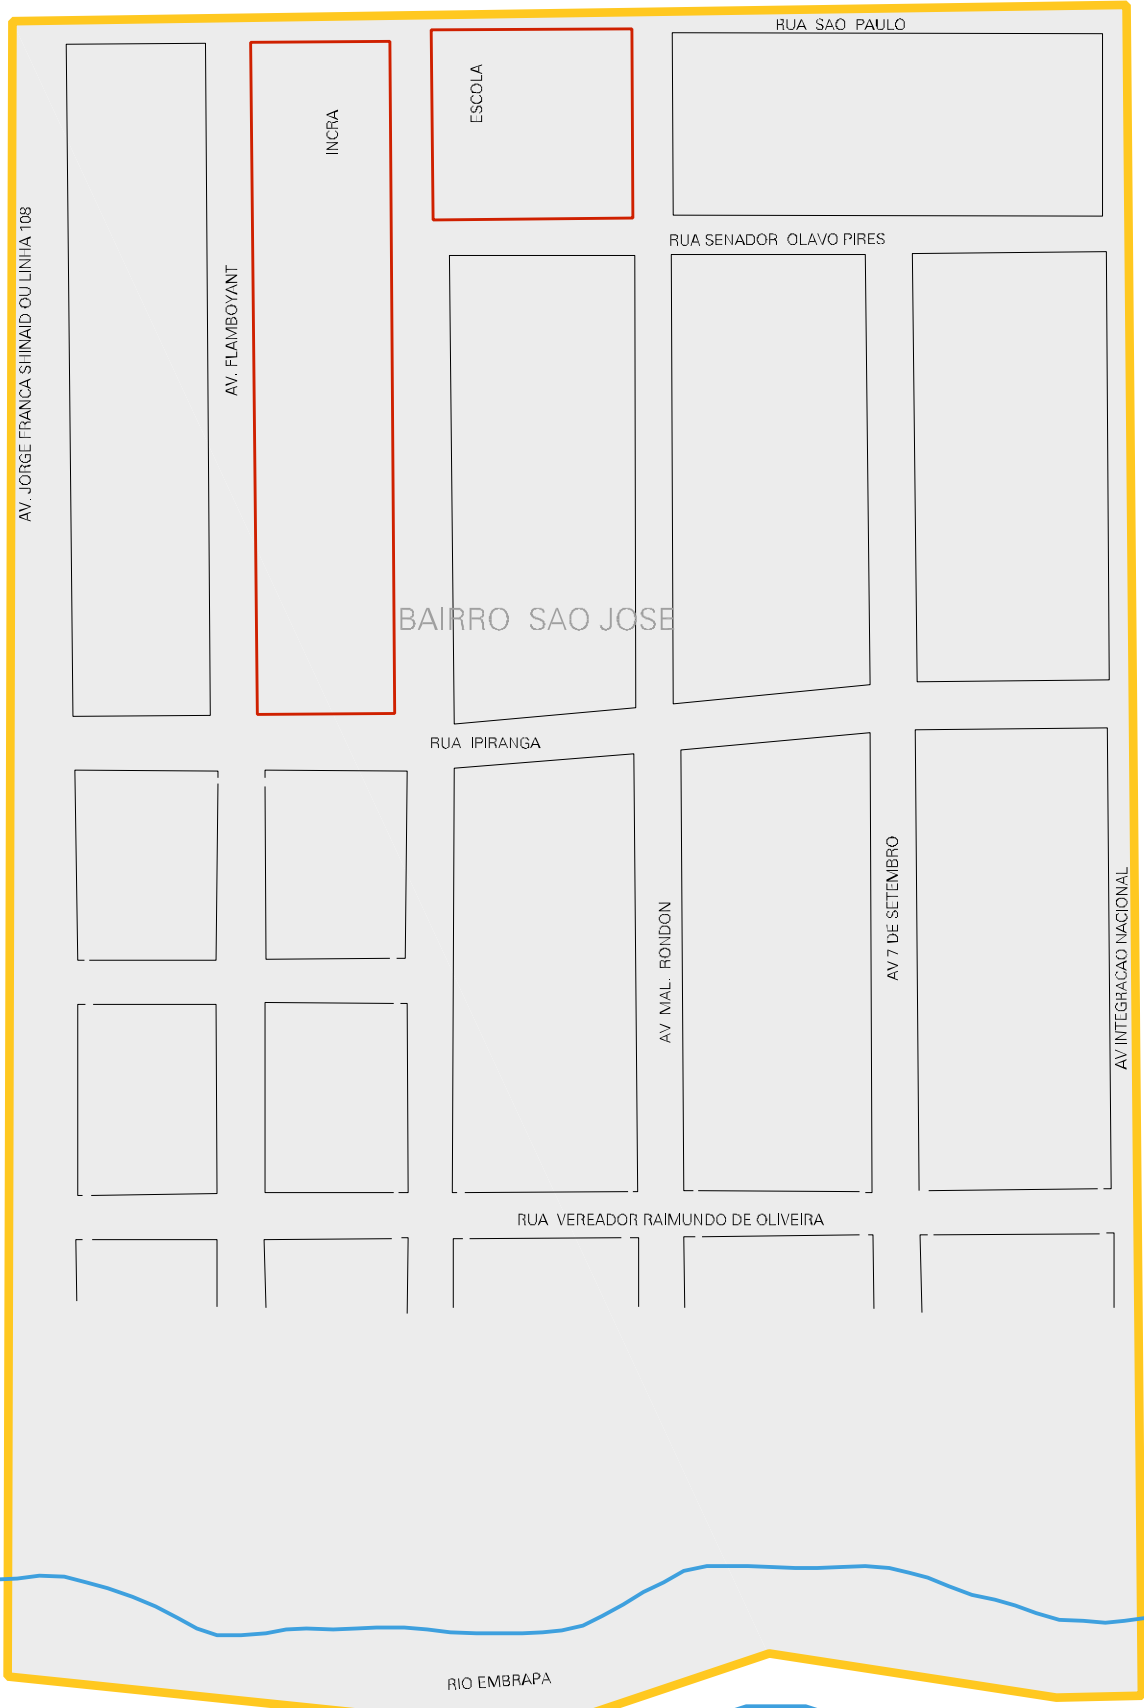 RUA SAO PAULO
ESCOLA
INCRA
AV. JORGE FRANCA SHINAID OU LINHA 108
RUA SENADOR OLAVO PIRES
AV. FLAMBOYANT
BAIRRO SAO JOSE
RUA IPIRANGA
AV 7 DE SETEMBRO
AV MAL. RONDON
AV INTEGRACAO NACIONAL
RUA VEREADOR RAIMUNDO DE OLIVEIRA
RIO EMBRAPA